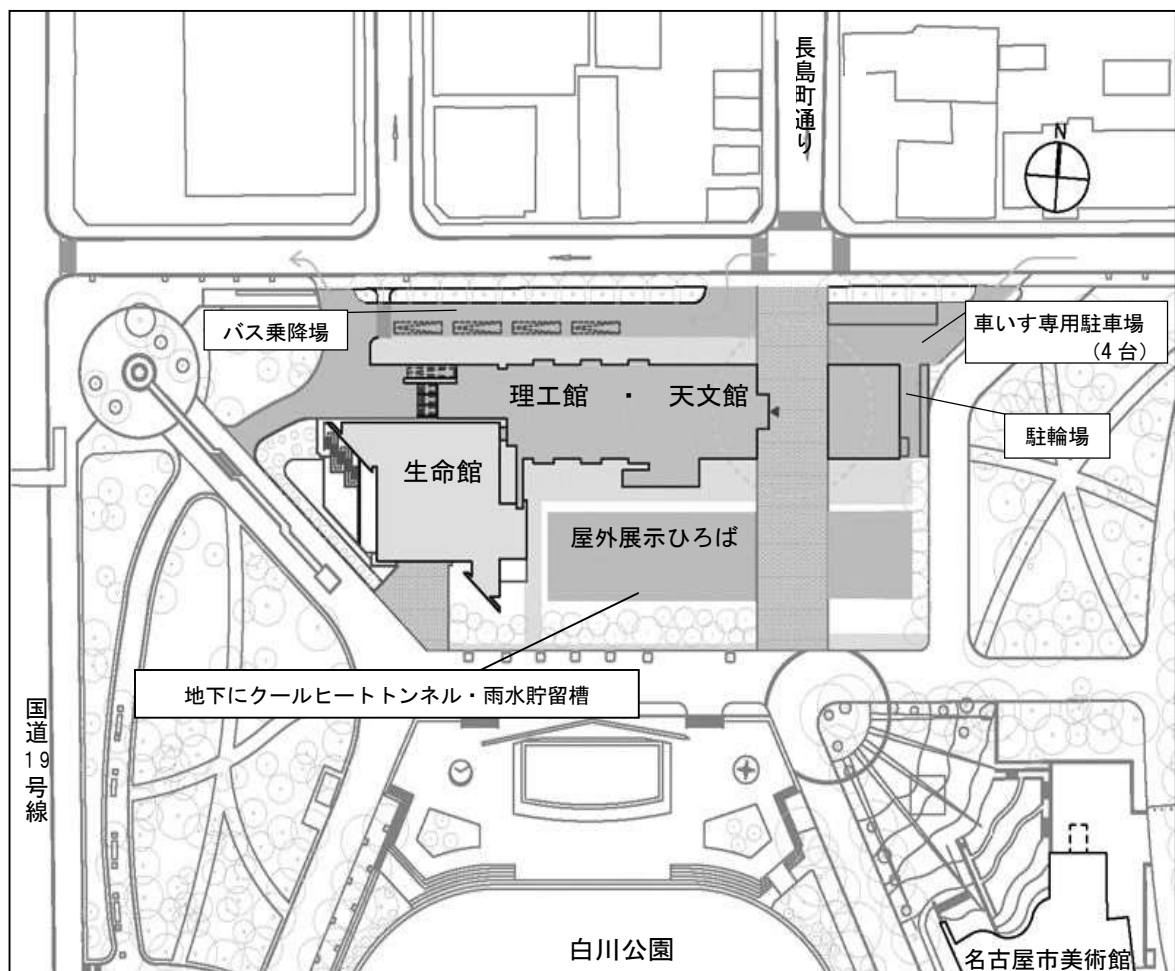 長島町通り
N
バス乗降場
車いす専用駐車場
（4 台）
理工館 ・ 天文館
駐輪場
生命館
屋外展示ひろば
地下にクールヒートトンネル・雨水貯留槽
国道19号線
白川公園
名古屋市美術館